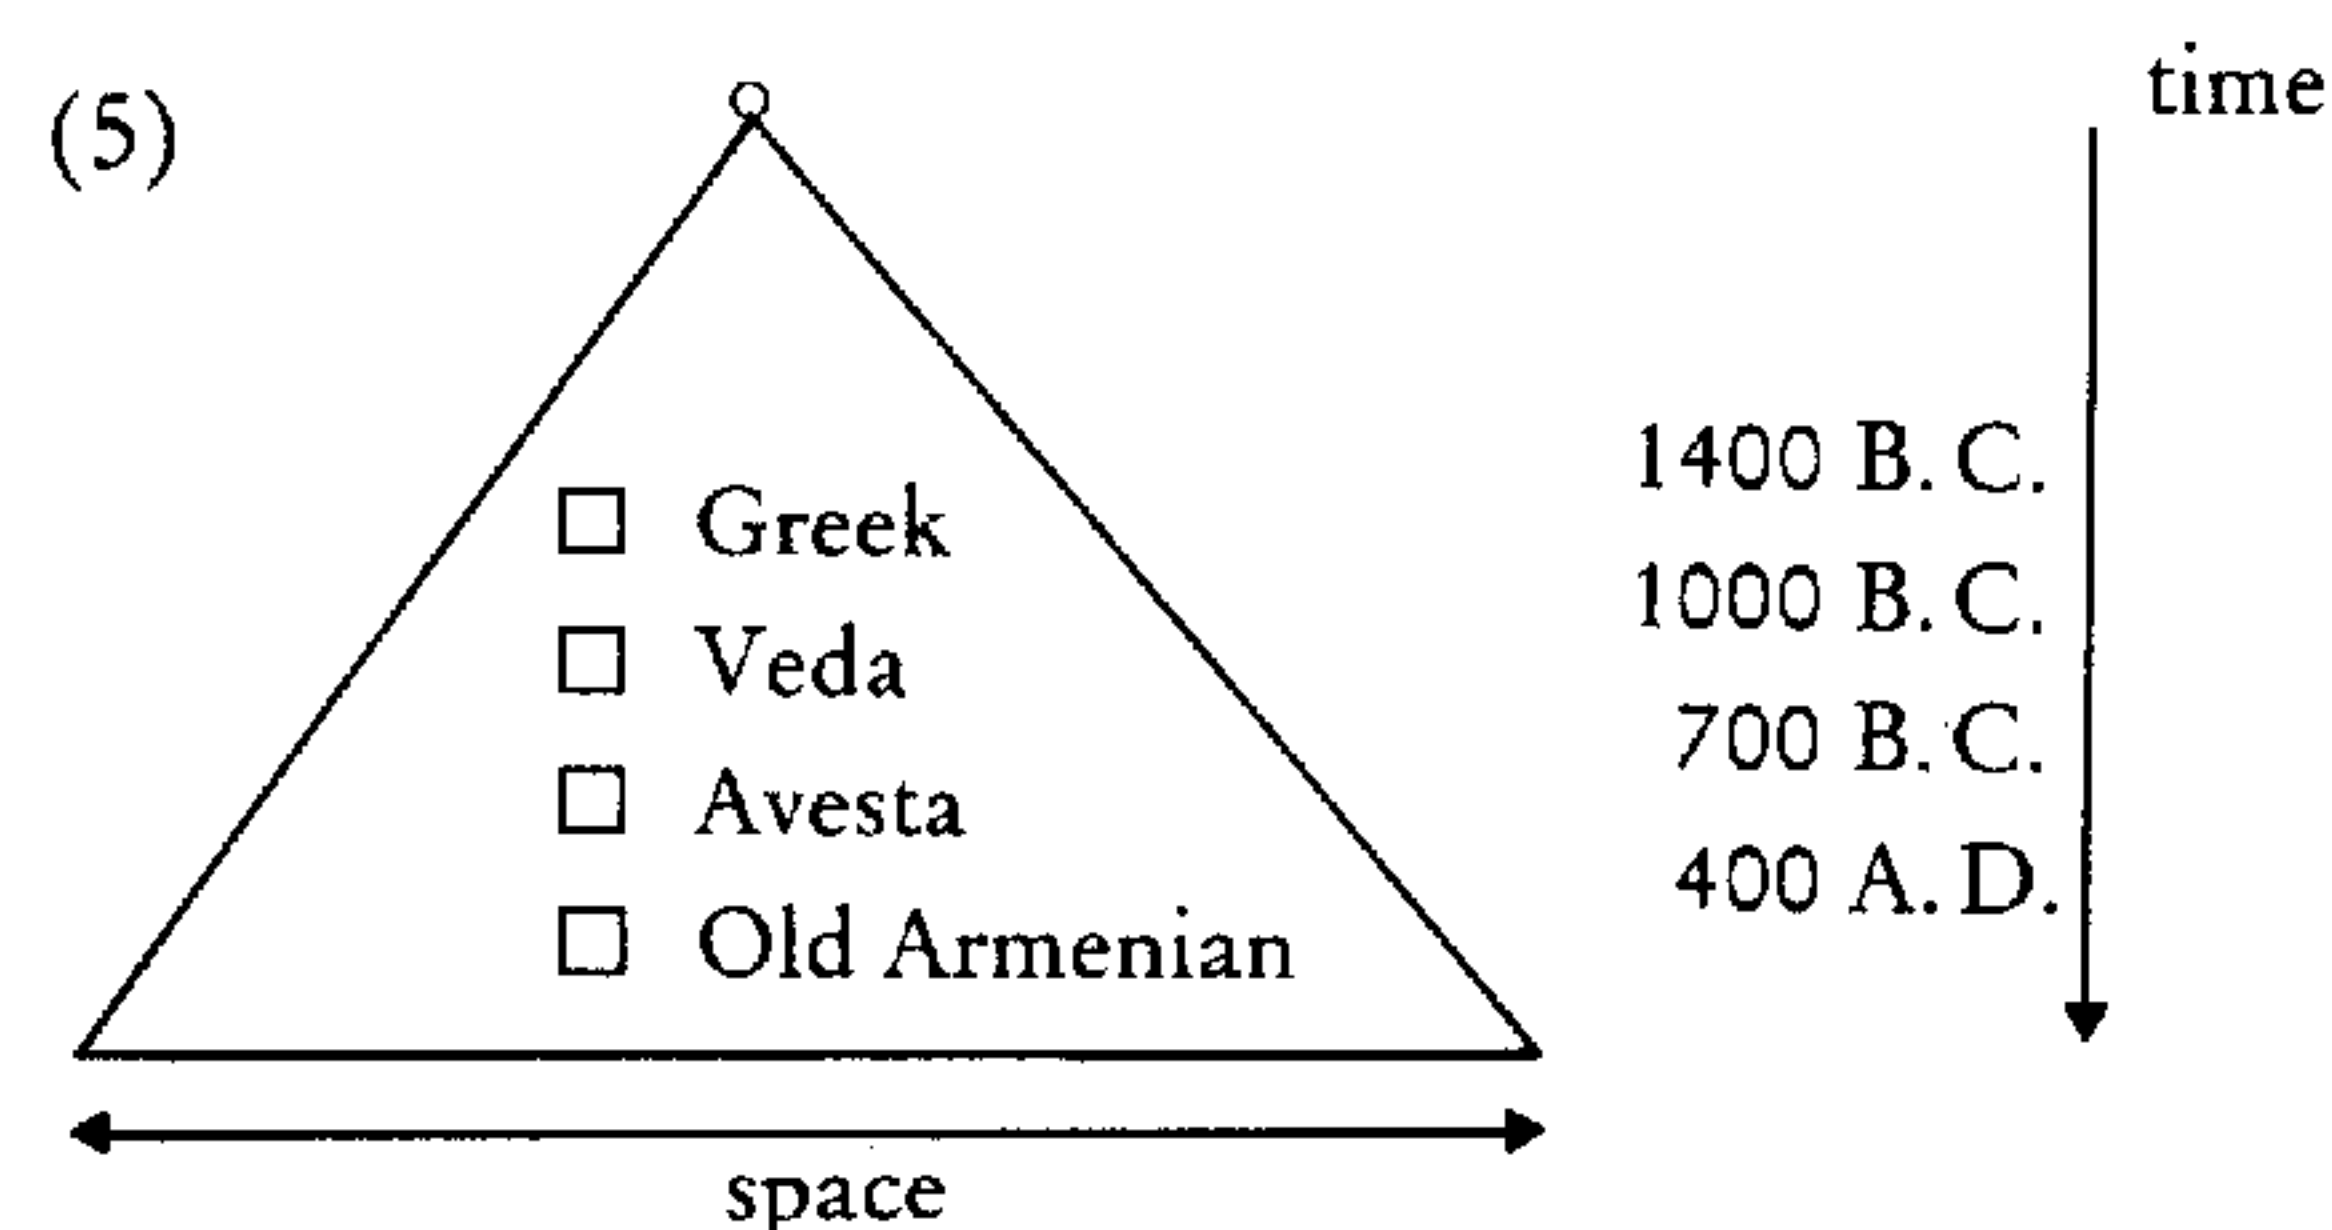 time
(5)
1400 B. C.
Greek
1000 B. C.
Veda
700 B. C.
Avesta
400 A. D.
Old Armenian
space